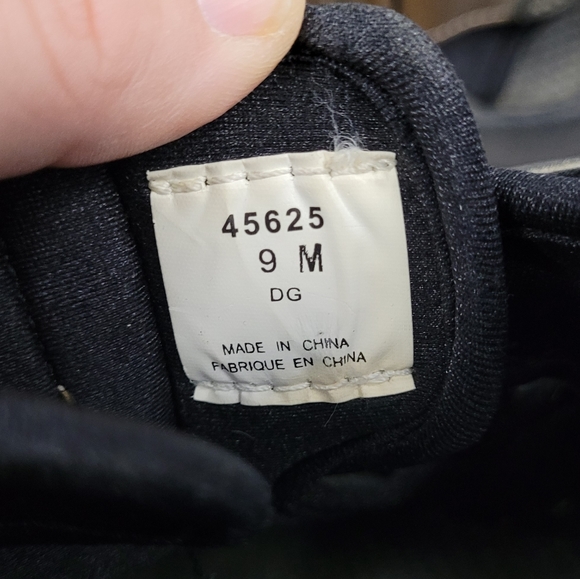 45625
9 M
DG
MADE IN CHINA
FABRIQUE EN CHINA